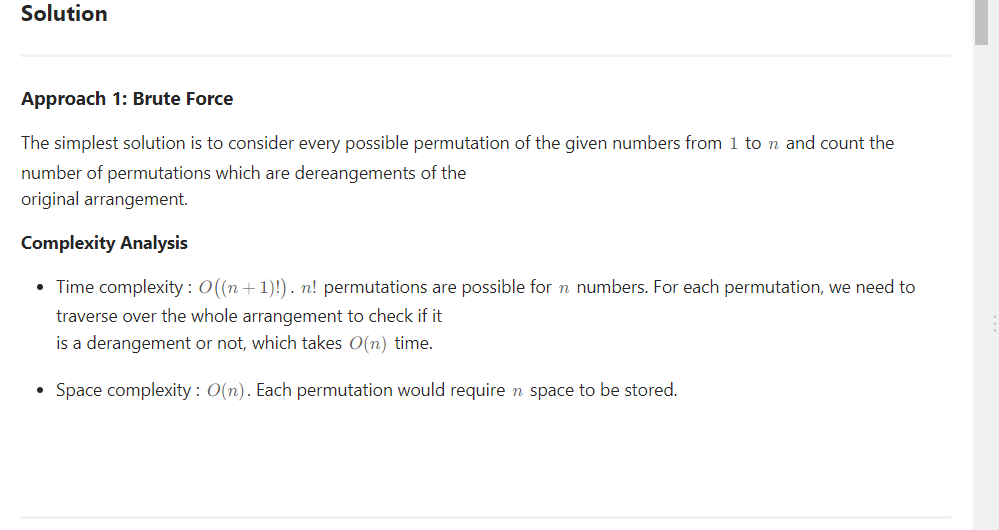 Solution
Approach 1: Brute Force
The simplest solution is to consider every possible permutation of the given numbers from 1 to n and count the
number of permutations which are dereangements of the
original arrangement.
Complexity Analysis
• Time complexity : O((n + 1)!). n! permutations are possible for n numbers. For each permutation, we need to
traverse over the whole arrangement to check if it
is a derangement or not, which takes O(n) time.
• Space complexity : O(n). Each permutation would require n space to be stored.